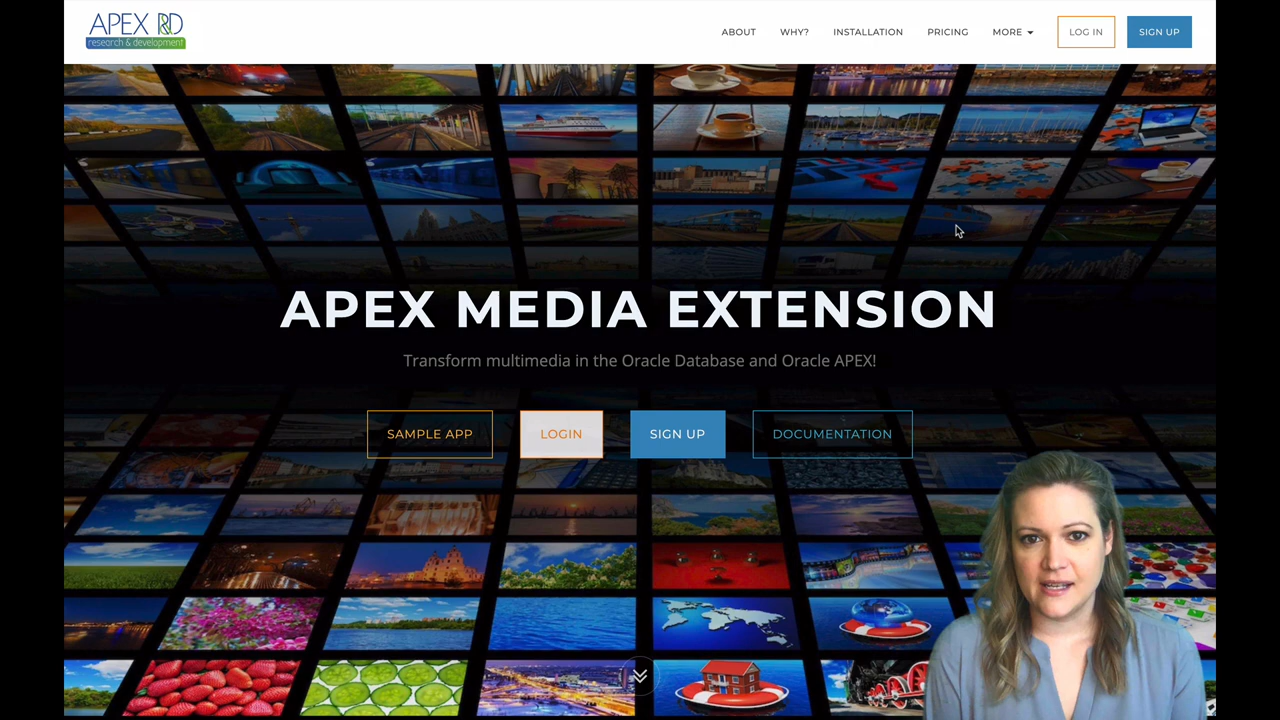 APEX R&D
research & development
ABOUT WHY? INSTALLATION PRICING MORE LOG IN SIGN UP
APEX MEDIA EXTENSION
Transform multimedia in the Oracle Database and Oracle APEX!
SAMPLE APP LOGIN SIGN UP DOCUMENTATION